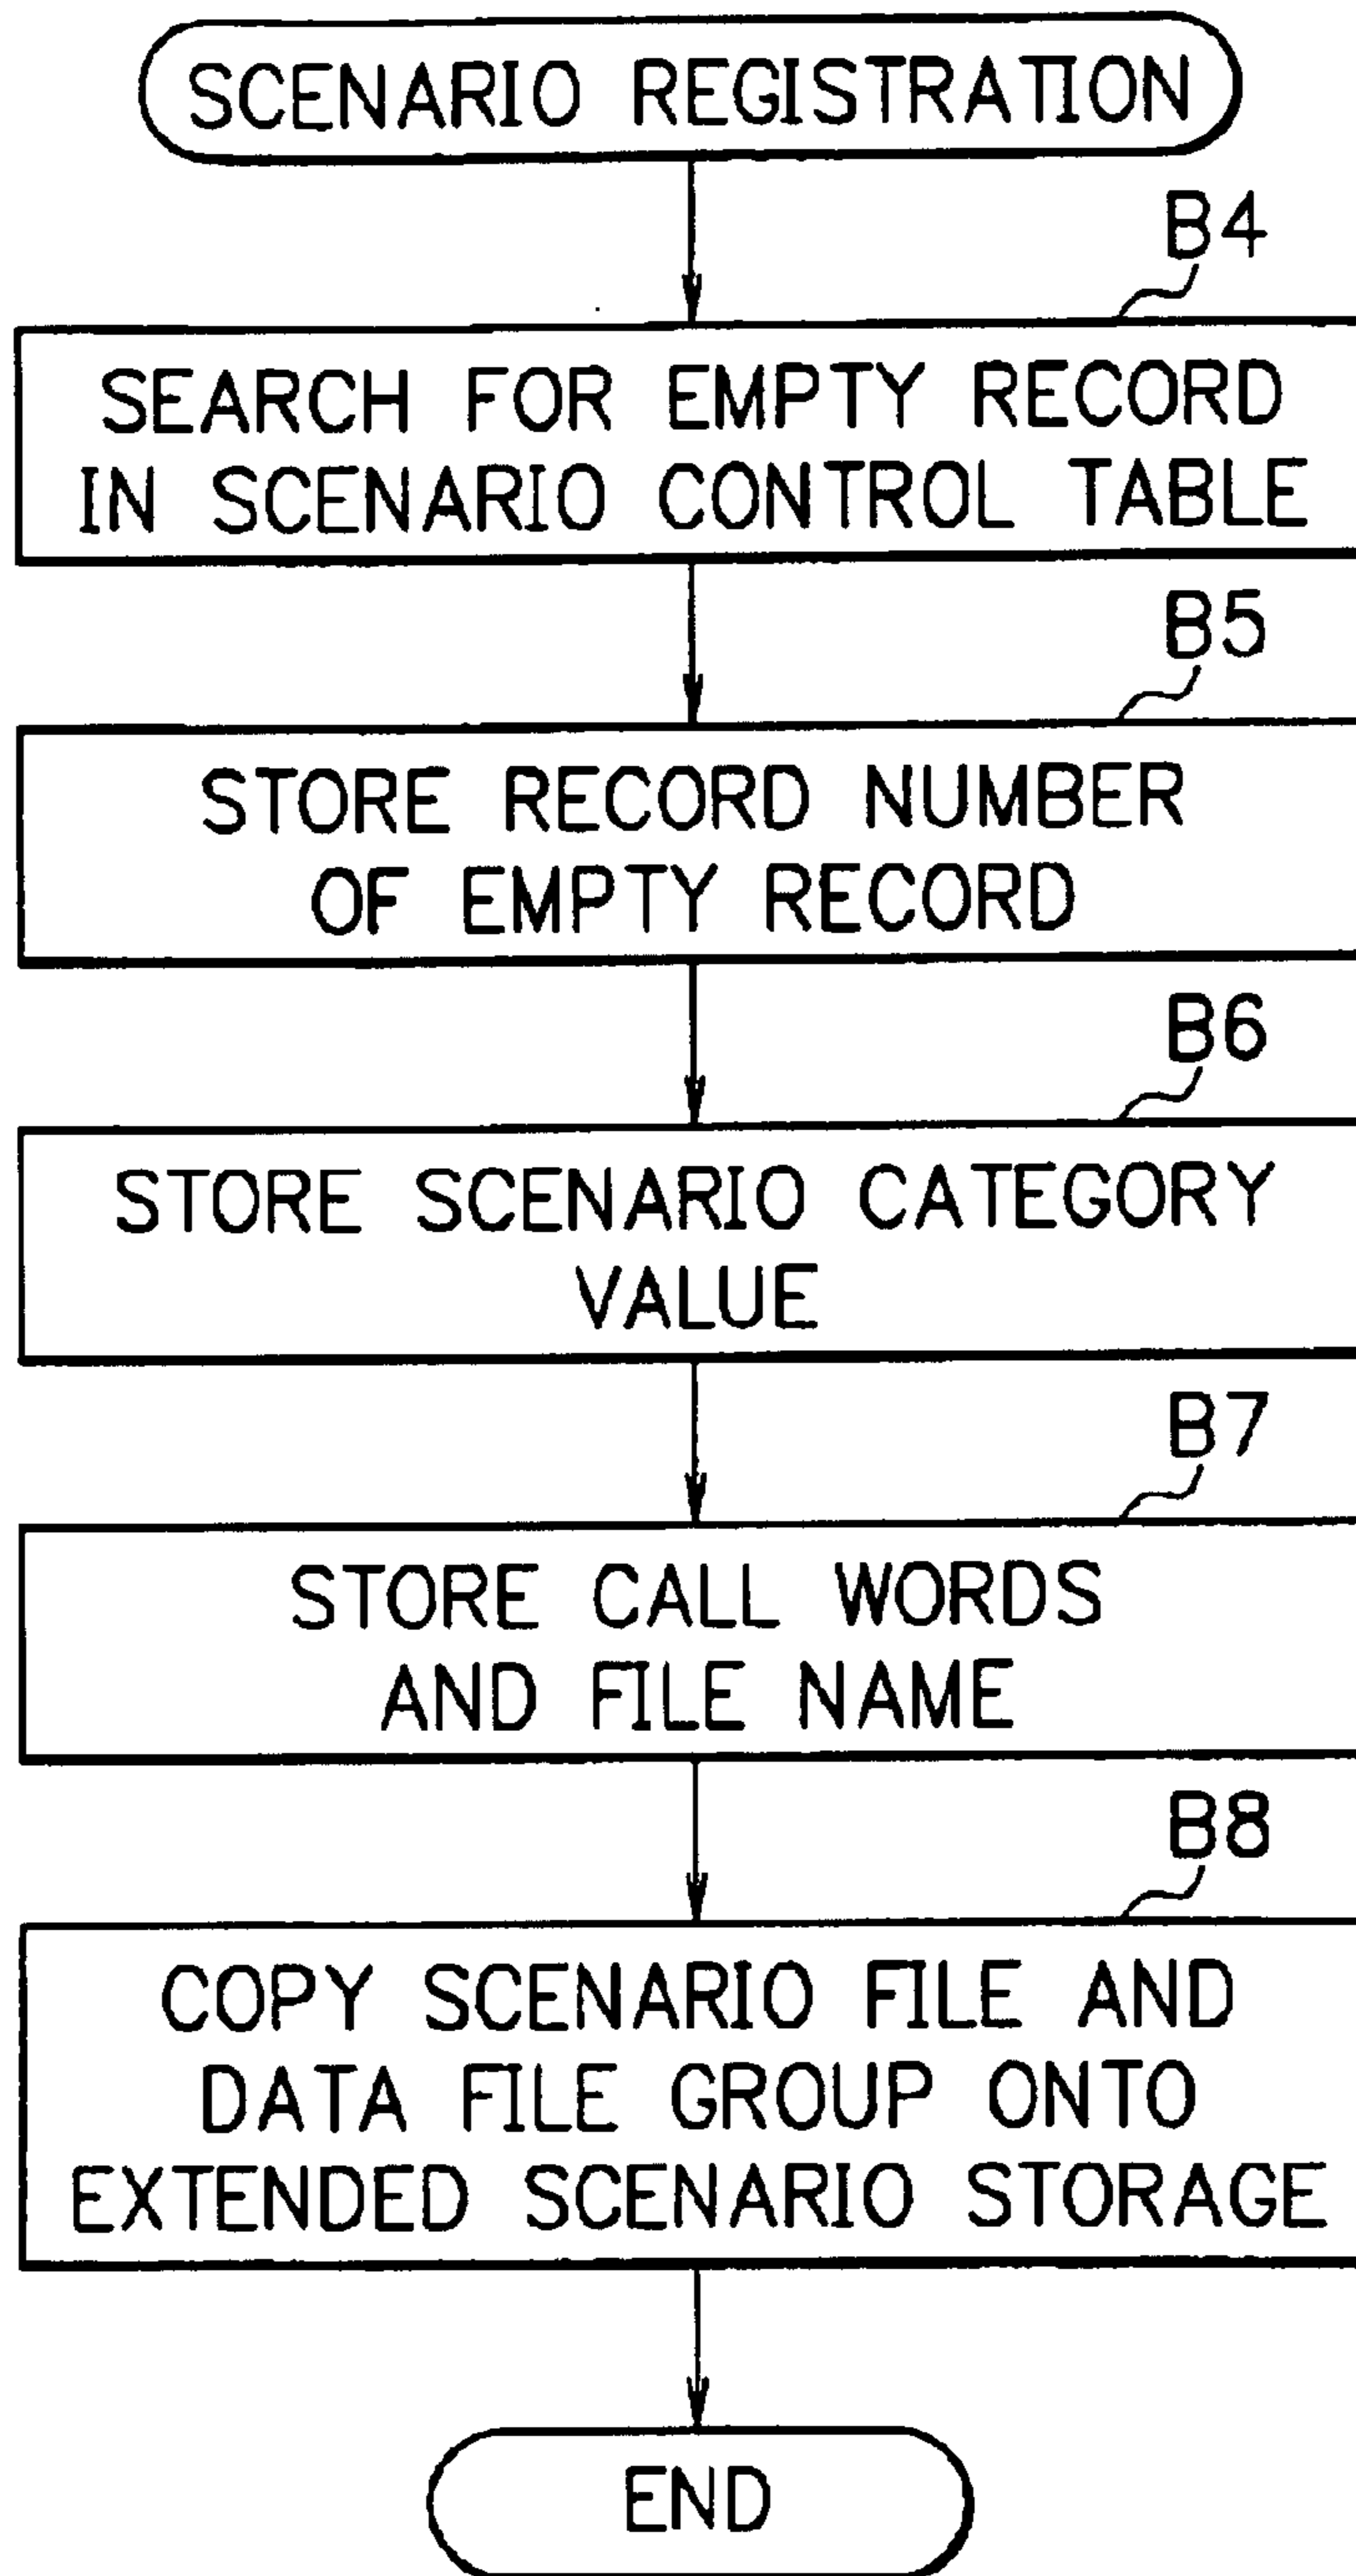 SCENARIO REGISTRATION
B4
SEARCH FOR EMPTY RECORD
IN SCENARIO CONTROL TABLE
B5
STORE RECORD NUMBER
OF EMPTY RECORD
B6
STORE SCENARIO CATEGORY
VALUE
B7
STORE CALL WORDS
AND FILE NAME
B8
COPY SCENARIO FILE AND
DATA FILE GROUP ONTO
EXTENDED SCENARIO STORAGE
END